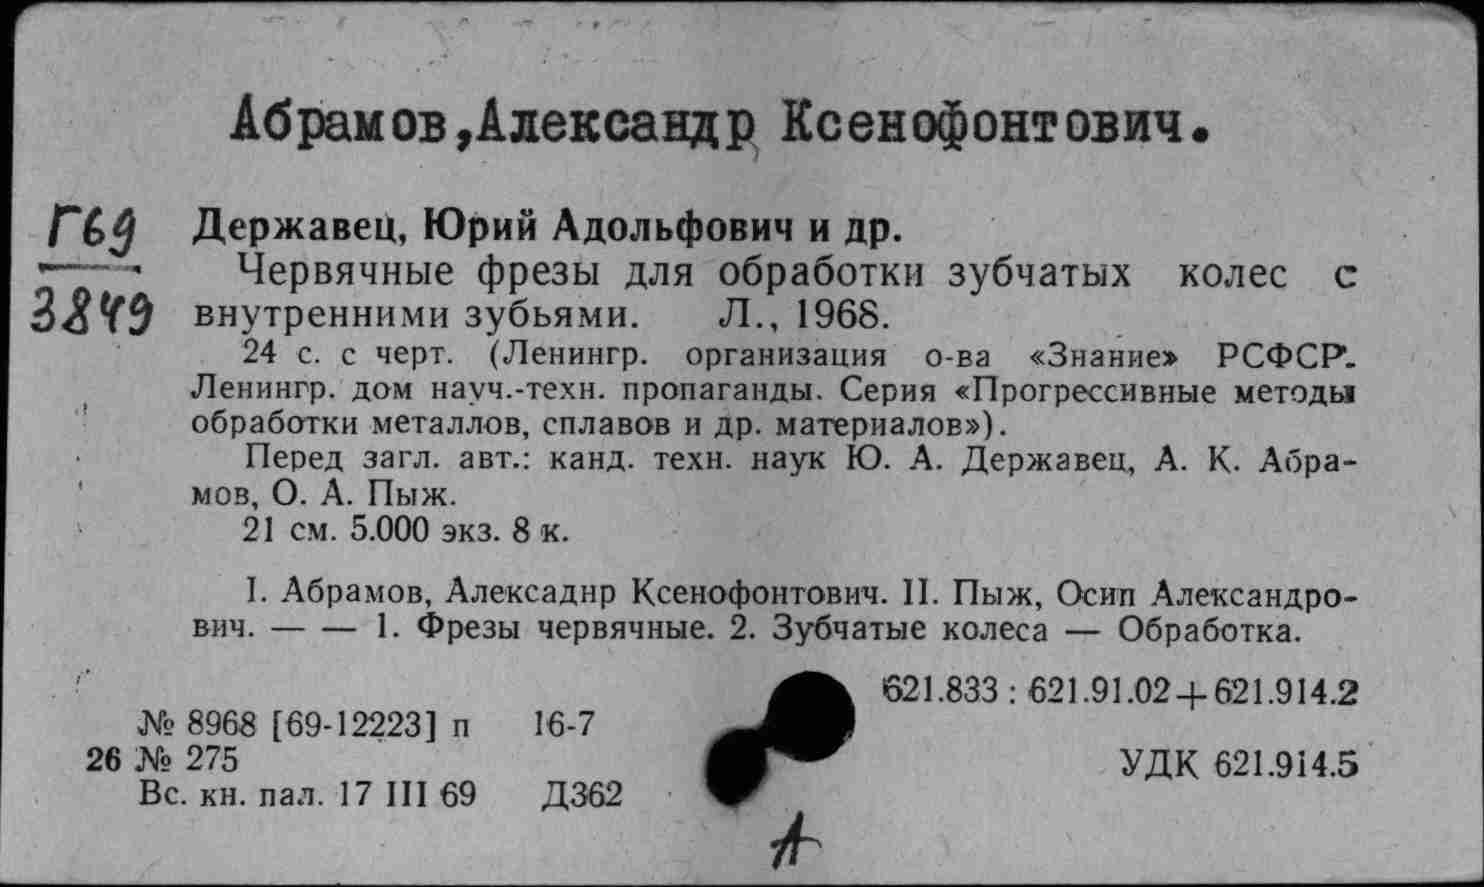 Абрамов,Александр Ксенофонтович.
Г69
3849
Державец, Юрий Адольфович и др.
Червячные фрезы для обработки зубчатых колес с
внутренними зубьями. Л., 1968.
24 с. с черт. (Ленингр. организация о-ва «Знание» РСФСР.
Ленингр. дом науч.-техн. пропаганды. Серия «Прогрессивные методы
обработки металлов, сплавов и др. материалов»).
Перед загл. авт.: канд. техн. наук Ю. А. Державец, А. К. Абра-
мов, О. А. Пыж.
21 см. 5.000 экз. 8 к.
I. Абрамов, Алексаднр Ксенофонтович. II. Пыж, Осип Александро-
вич. — — 1. Фрезы червячные. 2. Зубчатые колеса — Обработка.
621.833 : 621.91.02+621.914.2
№ 8968 [69-12223] п 16-7
26 № 275
УДК 621.914.5
Вс. кн. пал. 17 III 69 Д362
А